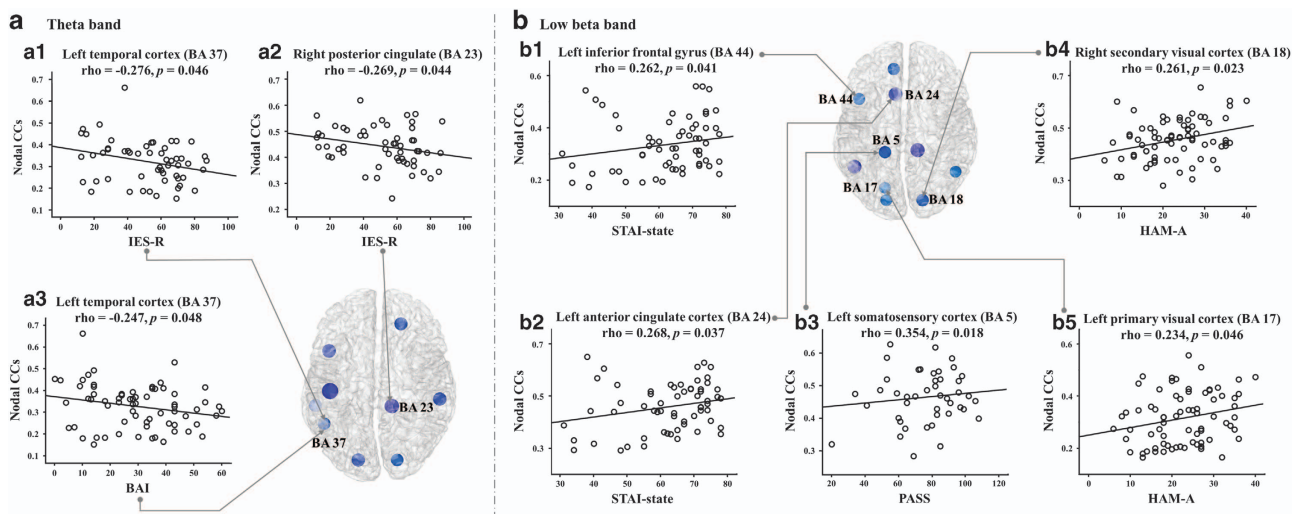 a
Theta band
a1
Left temporal cortex (BA 37)
rho = -0.276, p = 0.046
Nodal CCs
0.7
0.6
0.5
0.4
0.3
0.2
0.1
0 20 40 60 80 100
IES-R
a2
Right posterior cingulate (BA 23)
rho = -0.269, p = 0.044
Nodal CCs
0.7
0.6
0.5
0.4
0.3
0.2
0 20 40 60 80 100
IES-R
a3
Left temporal cortex (BA 37)
rho = -0.247, p = 0.048
Nodal CCs
0.7
0.6
0.5
0.4
0.3
0.2
0.1
0 10 20 30 40 50 60
BAI
BA 23
BA 37
b
Low beta band
b1
Left inferior frontal gyrus (BA 44)
rho = 0.262, p = 0.041
Nodal CCs
0.6
0.4
0.2
30 40 50 60 70 80
STAI-state
BA 44
BA 24
BA 5
BA 17
BA 18
b4
Right secondary visual cortex (BA 18)
rho = 0.261, p = 0.023
Nodal CCs
0.7
0.5
0.3
0 10 20 30 40
HAM-A
b2
Left anterior cingulate cortex (BA 24)
rho = 0.268, p = 0.037
Nodal CCs
0.7
0.5
0.3
30 40 50 60 70 80
STAI-state
b3
Left somatosensory cortex (BA 5)
rho = 0.354, p = 0.018
Nodal CCs
0.6
0.5
0.4
0.3
20 40 60 80 100 120
PASS
b5
Left primary visual cortex (BA 17)
rho = 0.234, p = 0.046
Nodal CCs
0.6
0.4
0.2
0 10 20 30 40
HAM-A